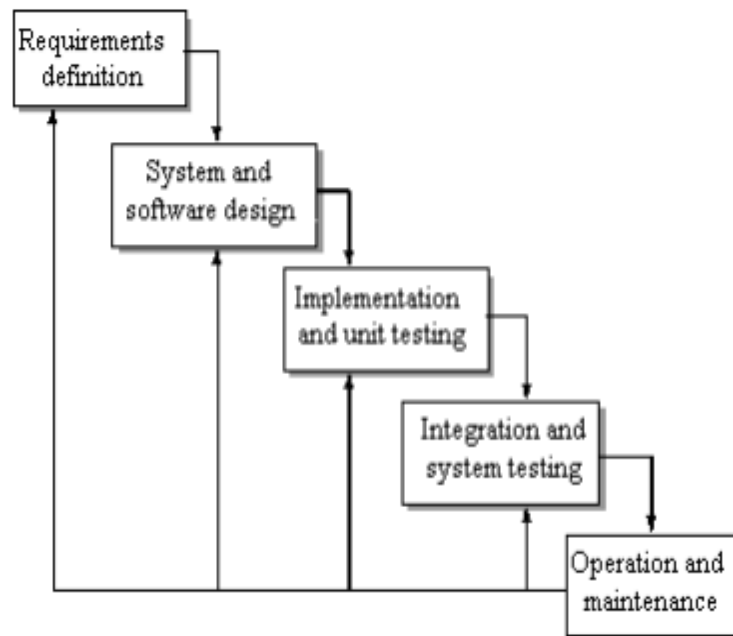 Requirements
definition
System and
software design
Implementation
and unit testing
Integration and
system testing
Operation and
maintenance